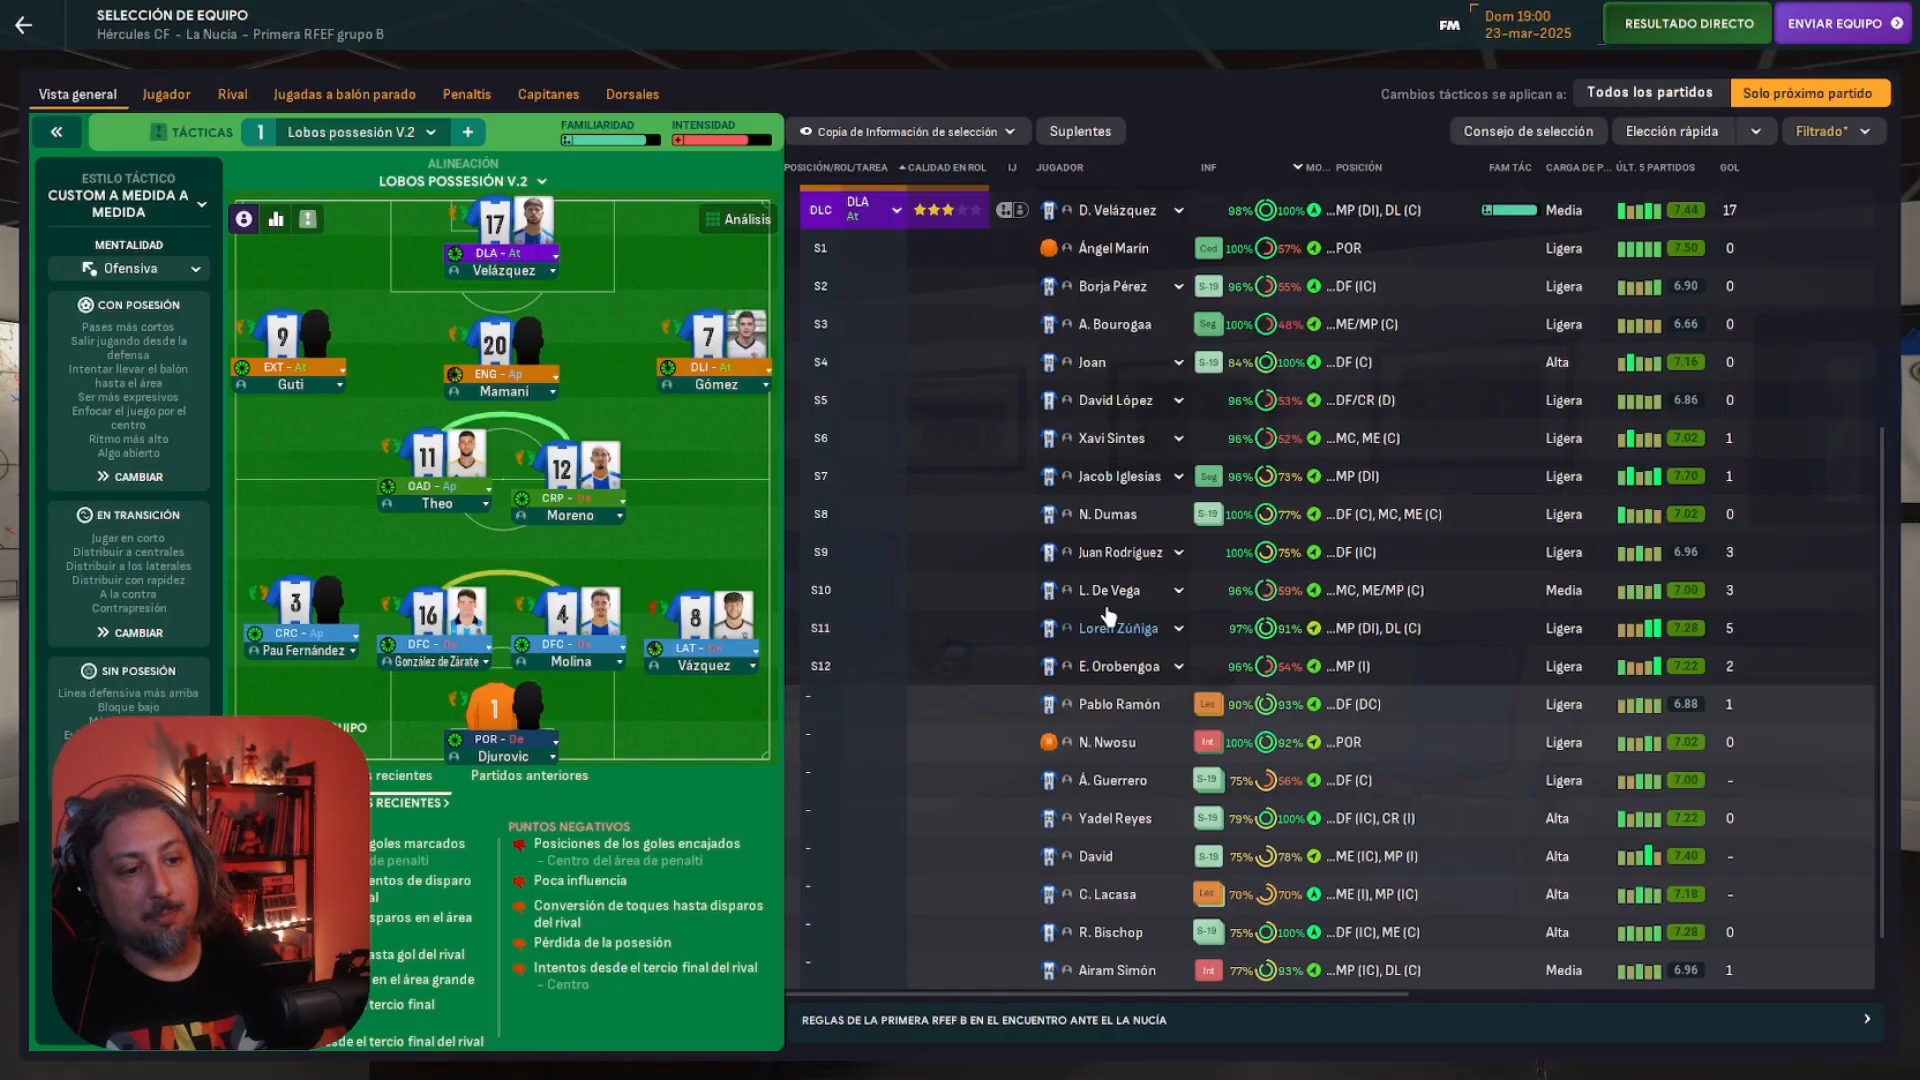 SELECCIÓN DE EQUIPO
Hércules CF - La Nucía - Primera RFEF grupo B
FM
Dom 19:00
23-mar-2025
RESULTADO DIRECTO
ENVIAR EQUIPO
Vista general
Jugador
Rival
Jugadas a balón parado
Penaltis
Capitanes
Dorsales
Cambios tácticos se aplican a:
Todos los partidos
Solo próximo partido
TÁCTICAS
1
Lobos possesión V.2
FAMILIARIDAD
INTENSIDAD
Copia de Información de selección
Suplentes
Consejo de selección
Elección rápida
Filtrado*
ESTILO TÁCTICO
CUSTOM A MEDIDA A
MEDIDA
MENTALIDAD
Ofensiva
CON POSESIÓN
Pases más cortos
Salir jugando desde la
defensa
Intentar llevar el balón
hasta el área
Ser más expresivos
Enfocar el juego por el
centro
Ritmo más alto
Algo abierto
CAMBIAR
EN TRANSICIÓN
Jugar en corto
Distribuir a centrales
Distribuir a los laterales
Distribuir con rapidez
A la contra
Contrapresión
CAMBIAR
SIN POSESIÓN
Línea defensiva más arriba
Bloque bajo
ALINEACIÓN
LOBOS POSSESIÓN V.2
Análisis
17
DLA - At
Velázquez
9
EXT - At
Guti
20
ENG - Ap
Mamani
7
DLI - At
Gómez
11
OAD - Ap
Theo
12
CRP - De
Moreno
3
CRC - Ap
Pau Fernández
16
DFC - De
González de Zárate
4
DFC - De
Molina
8
LAT - De
Vázquez
1
POR - De
Djurovic
IPO
s recientes
Partidos anteriores
S RECIENTES >
goles marcados
de penalti
entos de disparo
al
sparos en el área
asta gol del rival
en el área grande
tercio final
sde el tercio final del rival
PUNTOS NEGATIVOS
Posiciones de los goles encajados
- Centro del área de penalti
Poca influencia
Conversión de toques hasta disparos
del rival
Pérdida de la posesión
Intentos desde el tercio final del rival
- Centro
POSICIÓN/ROL/TAREA CALIDAD EN ROL IJ JUGADOR INF MO... POSICIÓN FAM TÁC CARGA DE P... ÚLT. 5 PARTIDOS GOL
DLC DLA At D. Velázquez 98% 100% ...MP (DI), DL (C) Media 7.44 17
S1 Ángel Marín Ced 100% 57% ...POR Ligera 7.50 0
S2 Borja Pérez S-19 96% 55% ...DF (IC) Ligera 6.90 0
S3 A. Bourogaa Seg 100% 48% ...ME/MP (C) Ligera 6.66 0
S4 Joan S-19 84% 100% ...DF (C) Alta 7.16 0
S5 David López 96% 53% ...DF/CR (D) Ligera 6.86 0
S6 Xavi Sintes 96% 52% ...MC, ME (C) Ligera 7.02 1
S7 Jacob Iglesias Seg 96% 73% ...MP (DI) Ligera 7.70 1
S8 N. Dumas S-19 100% 77% ...DF (C), MC, ME (C) Ligera 7.02 0
S9 Juan Rodríguez 100% 75% ...DF (IC) Ligera 6.96 3
S10 L. De Vega 96% 59% ...MC, ME/MP (C) Media 7.00 3
S11 Loren Zúñiga 97% 91% ...MP (DI), DL (C) Ligera 7.28 5
S12 E. Orobengoa 96% 54% ...MP (I) Ligera 7.22 2
- Pablo Ramón Les 90% 93% ...DF (DC) Ligera 6.88 1
- N. Nwosu Int 100% 92% ...POR Ligera 7.02 0
- Á. Guerrero S-19 75% 56% ...DF (C) Ligera 7.00 -
- Yadel Reyes S-19 79% 100% ...DF (IC), CR (I) Alta 7.22 0
- David S-19 75% 78% ...ME (IC), MP (I) Alta 7.40 -
- C. Lacasa Les 70% 70% ...ME (I), MP (IC) Alta 7.18 -
- R. Bischop S-19 75% 100% ...DF (IC), ME (C) Alta 7.28 0
- Airam Simón Int 77% 93% ...MP (IC), DL (C) Media 6.96 1
REGLAS DE LA PRIMERA RFEF B EN EL ENCUENTRO ANTE EL LA NUCÍA